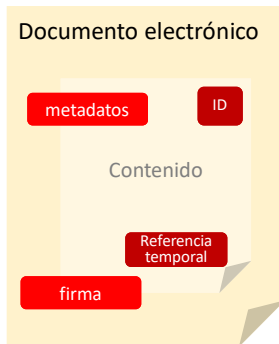 Documento electrónico
metadatos
ID
Contenido
Referencia
temporal
firma